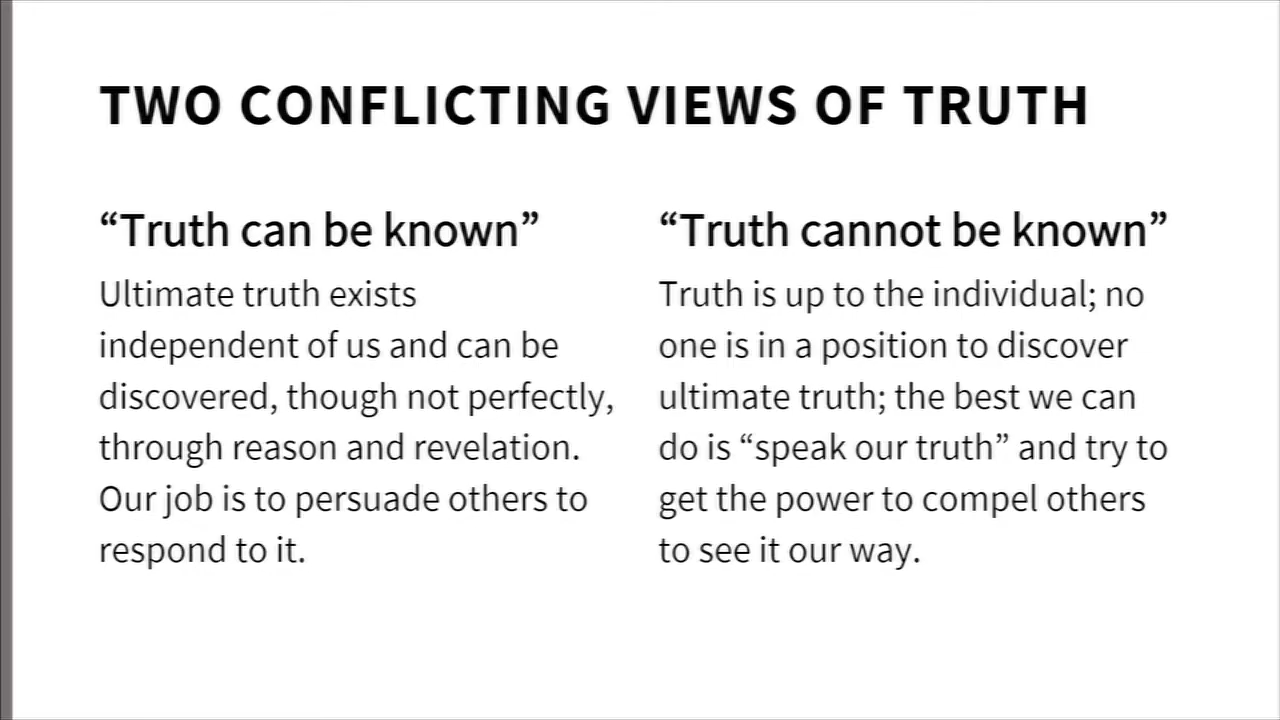 TWO CONFLICTING VIEWS OF TRUTH
“Truth can be known”
Ultimate truth exists
independent of us and can be
discovered, though not perfectly,
through reason and revelation.
Our job is to persuade others to
respond to it.
“Truth cannot be known”
Truth is up to the individual; no
one is in a position to discover
ultimate truth; the best we can
do is “speak our truth” and try to
get the power to compel others
to see it our way.